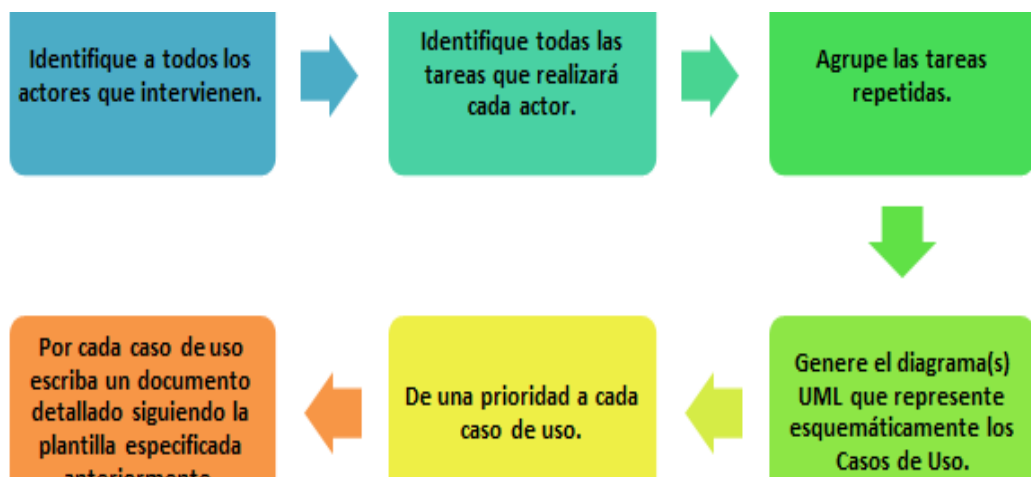 Identifique a todos los
actores que intervienen.
Identifique todas las
tareas que realizará
cada actor.
Agrupe las tareas
repetidas.
Genere el diagrama(s)
UML que represente
esquemáticamente los
Casos de Uso.
De una prioridad a cada
caso de uso.
Por cada caso de uso
escriba un documento
detallado siguiendo la
plantilla especificada
anteriormente.